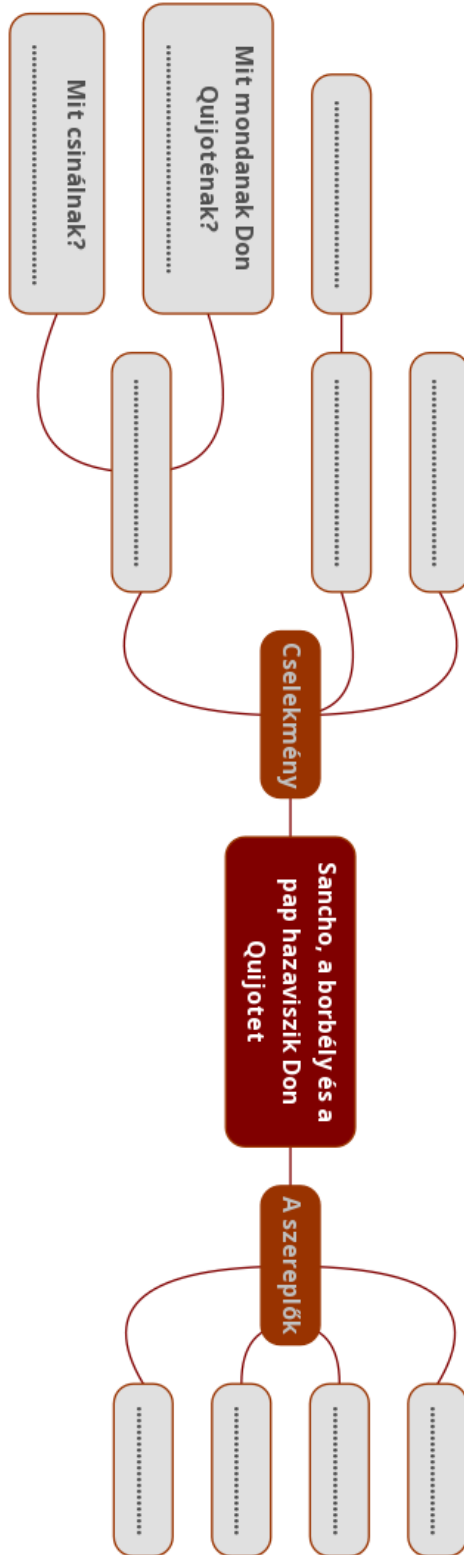 Mit mondanak Don
Quijoténak?
Mit csinálnak?
Cselekmény
Sancho, a borbély és a
pap hazaviszik Don
Quijotet
A szereplők